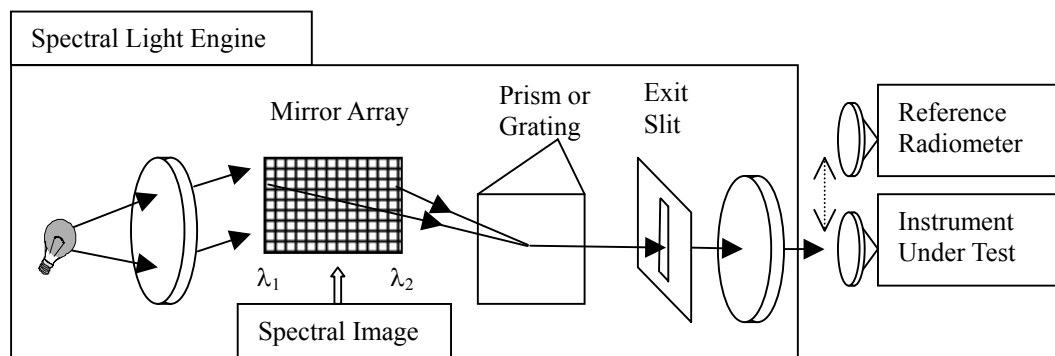 Spectral Light Engine
Mirror Array
Prism or
Grating
Exit
Slit
Reference
Radiometer
Instrument
Under Test
λ1
λ2
Spectral Image